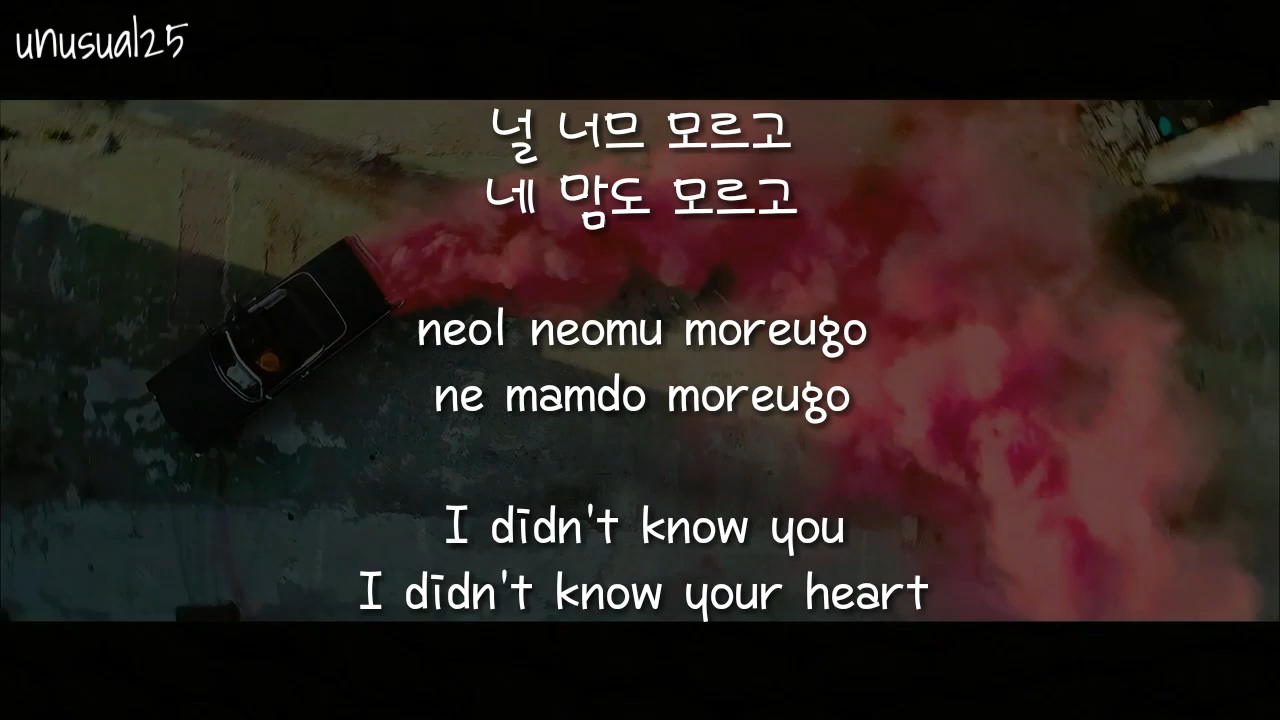 unusual25
널 너므 모르고
네 맘도 모르고
neol neomu moreugo
ne mamdo moreugo
I didn't know you
I didn't know your heart